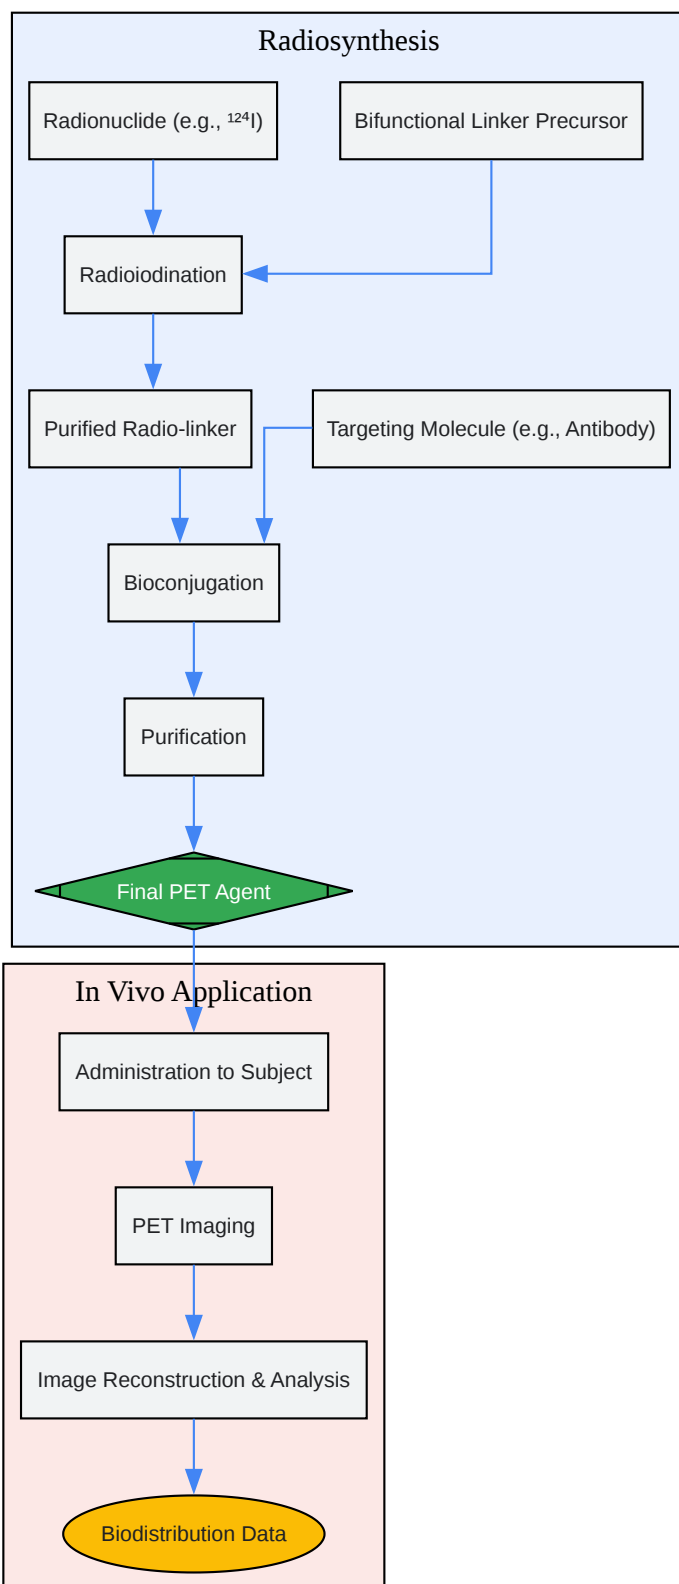 Radiosynthesis
Radionuclide (e.g., ¹²⁴I)
Bifunctional Linker Precursor
Radioiodination
Purified Radio-linker
Targeting Molecule (e.g., Antibody)
Bioconjugation
Purification
Final PET Agent
In Vivo Application
Administration to Subject
PET Imaging
Image Reconstruction & Analysis
Biodistribution Data